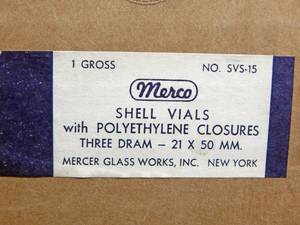 1 GROSS NO. SVS-15
Merco
SHELL VIALS
with POLYETHYLENE CLOSURES
THREE DRAM – 21 X 50 MM.
MERCER GLASS WORKS, INC. NEW YORK